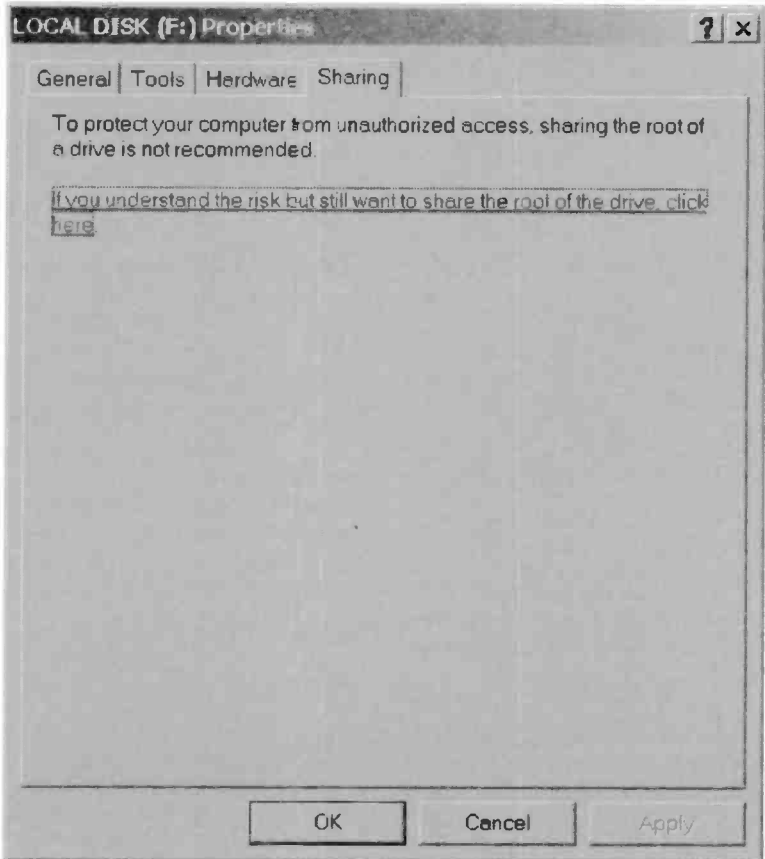 LOCAL DISK (F:) Properties
? ×
General Tools Hardware Sharing
To protect your computer from unauthorized access, sharing the root of
a drive is not recommended.
If you understand the risk but still want to share the root of the drive, click
here.
OK Cancel Apply